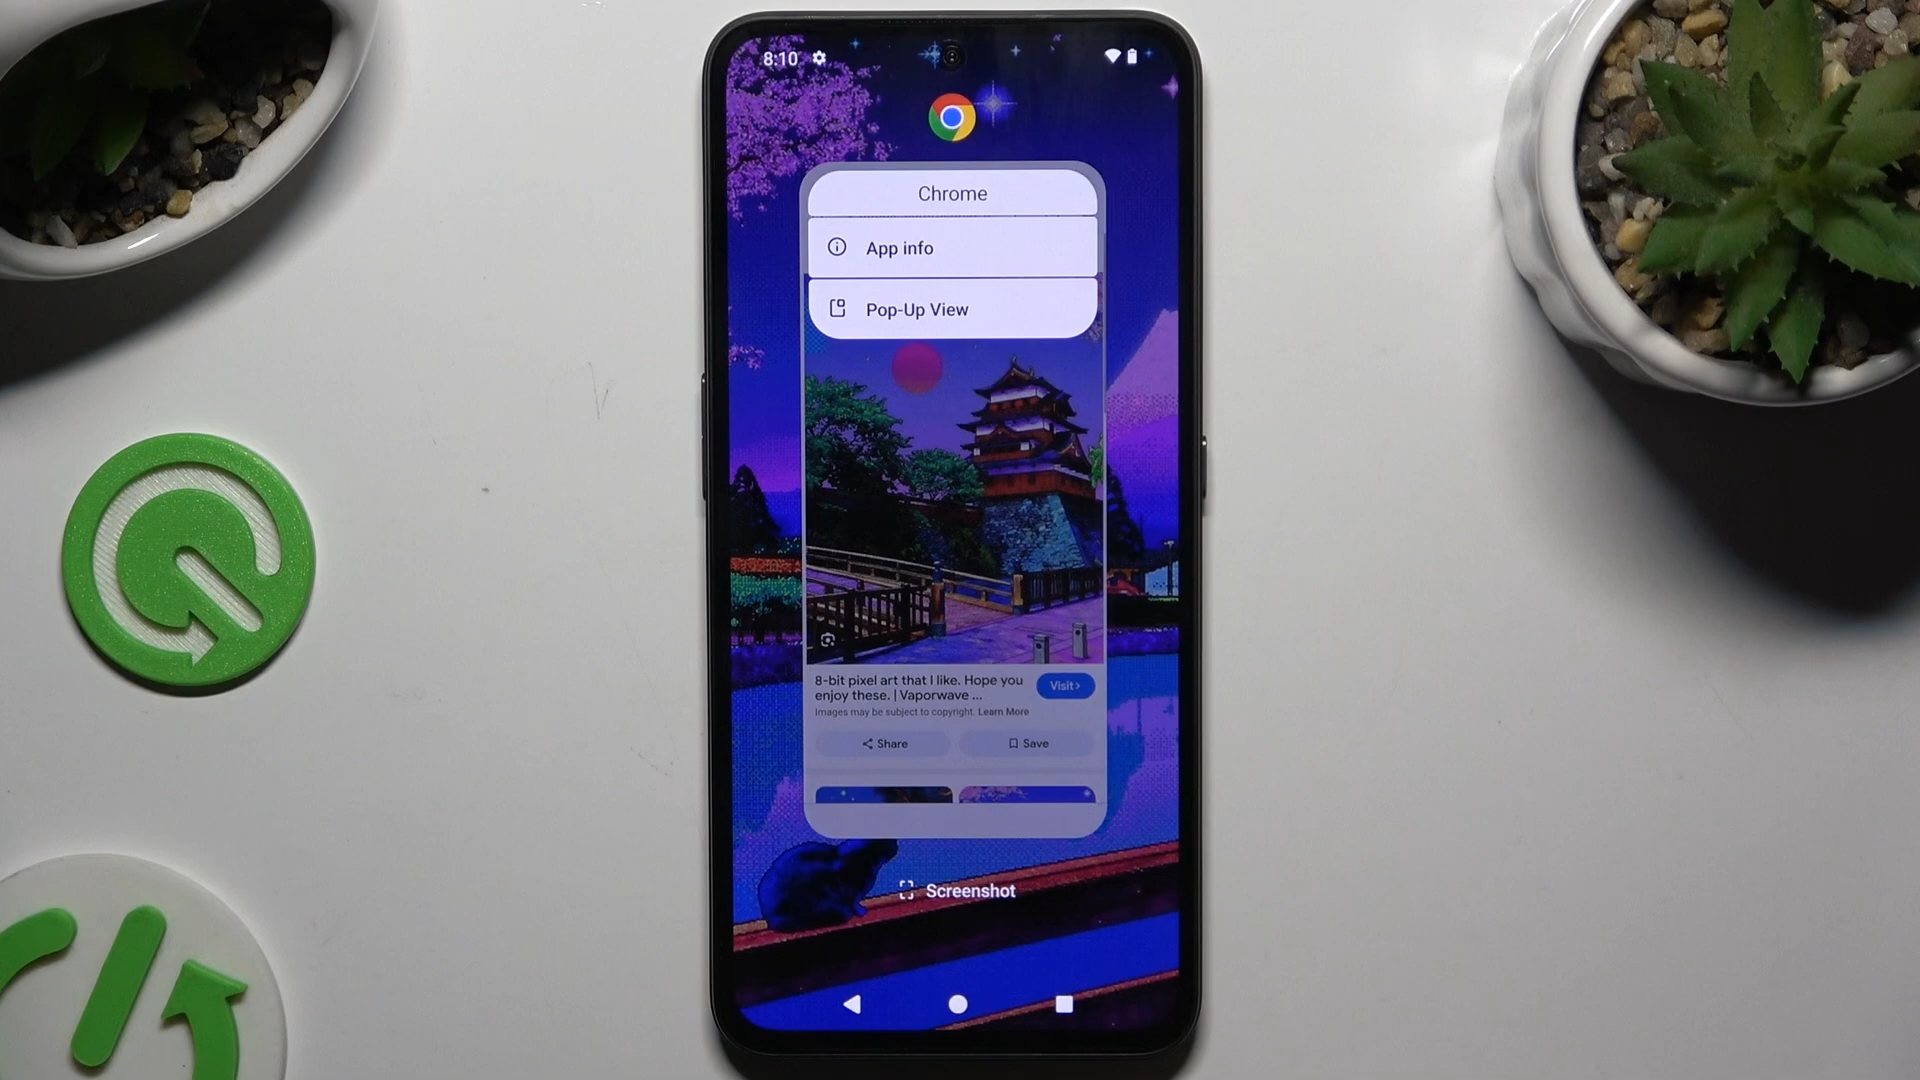 8:10
Chrome
App info
Pop-Up View
8-bit pixel art that I like. Hope you
enjoy these. | Vaporwave ...
Visit>
Images may be subject to copyright. Learn More
Share
Save
Screenshot